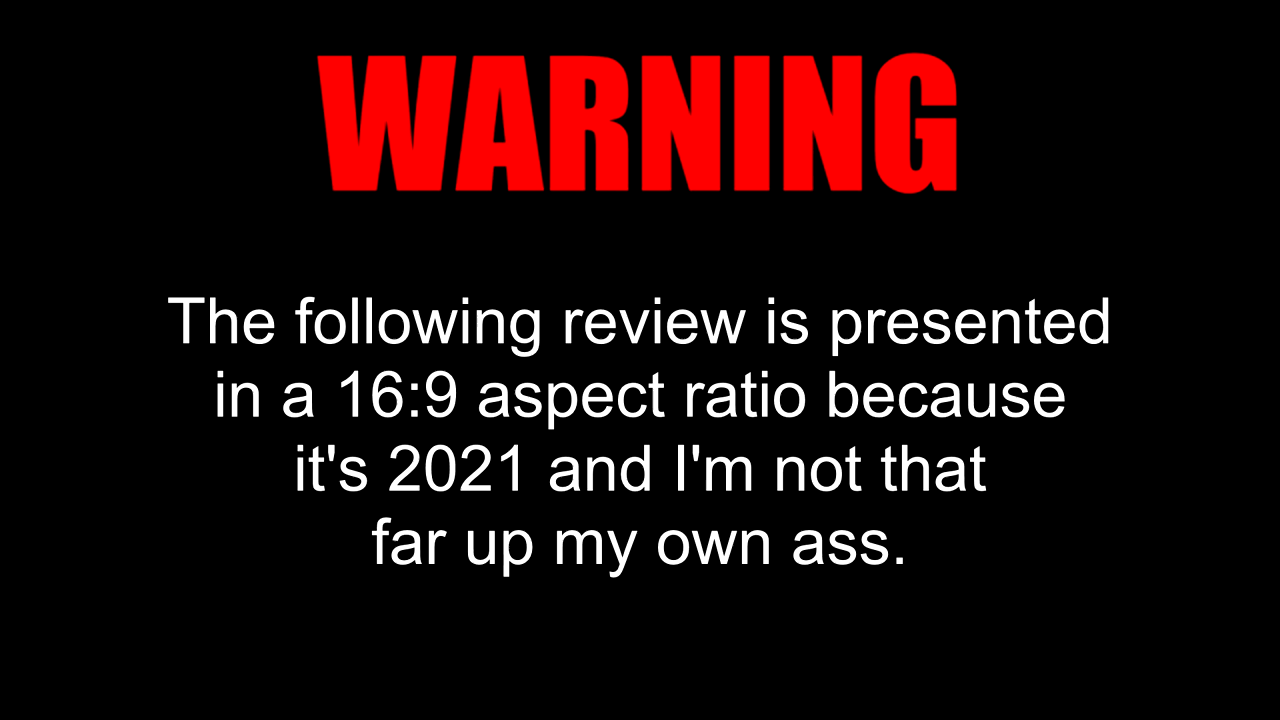 WARNING
The following review is presented
in a 16:9 aspect ratio because
it's 2021 and I'm not that
far up my own ass.